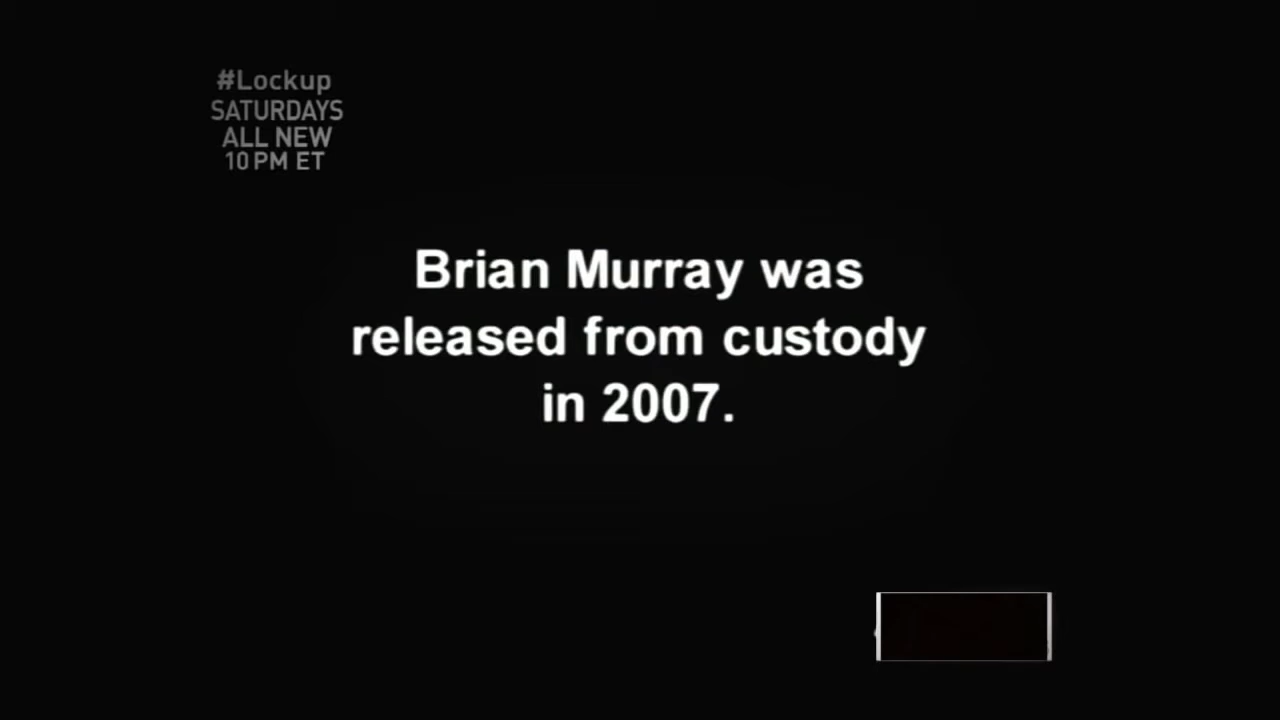 #Lockup
SATURDAYS
ALL NEW
10 PM ET
Brian Murray was
released from custody
in 2007.